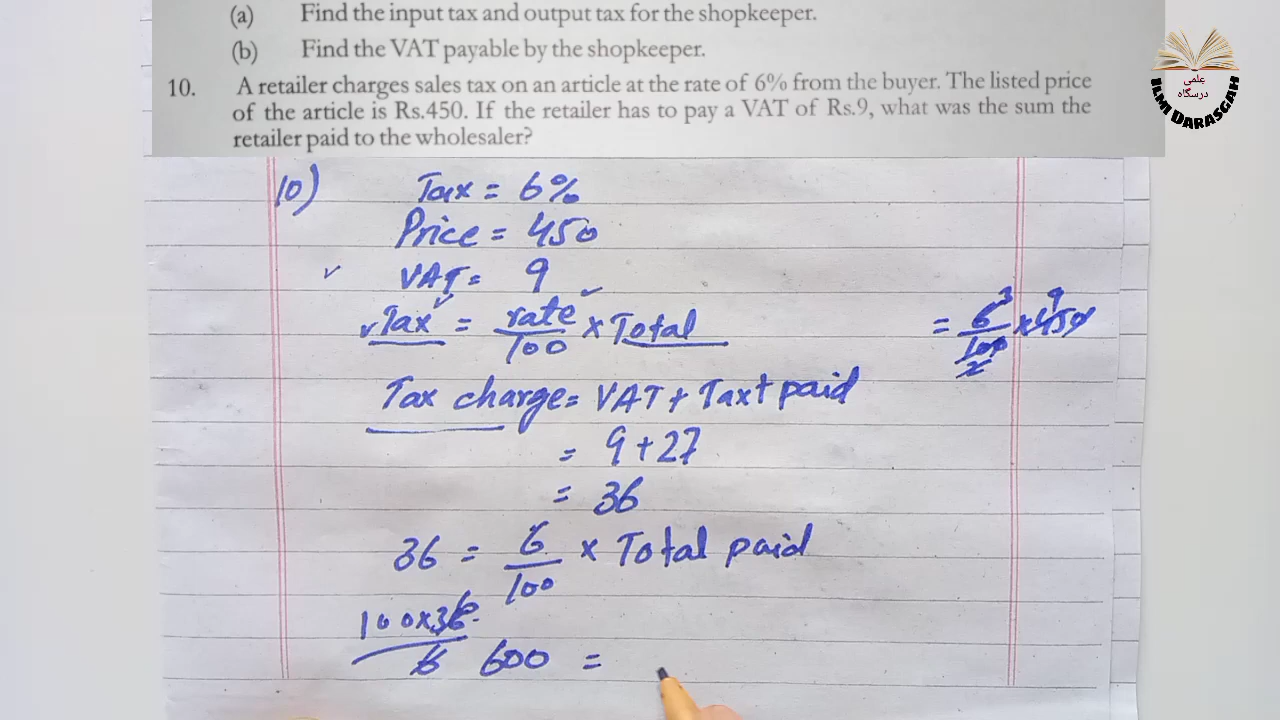 (a) Find the input tax and output tax for the shopkeeper.
(b) Find the VAT payable by the shopkeeper.
10. A retailer charges sales tax on an article at the rate of 6% from the buyer. The listed price
of the article is Rs.450. If the retailer has to pay a VAT of Rs.9, what was the sum the
retailer paid to the wholesaler?
علمی
درسگاہ
ILMI DARASGAH
10) Tax = 6%
Price = 450
VAT = 9
Tax = rate/100 × Total
= 6/100 × 450
3 9
2
Tax charge = VAT + Tax+ paid
= 9 + 27
= 36
36 = 6/100 × Total paid
100×36/6 600 =
6